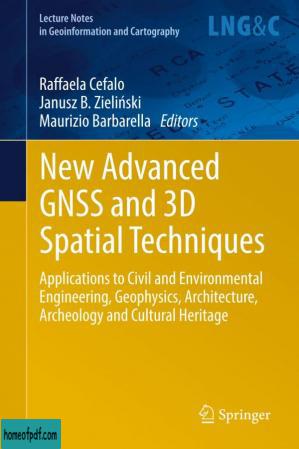 Lecture Notes
in Geoinformation and Cartography
LNG&C
Raffaela Cefalo
Janusz B. Zieliński
Maurizio Barbarella Editors
New Advanced
GNSS and 3D
Spatial Techniques
Applications to Civil and Environmental
Engineering, Geophysics, Architecture,
Archeology and Cultural Heritage
Springer
homeofpdf.com